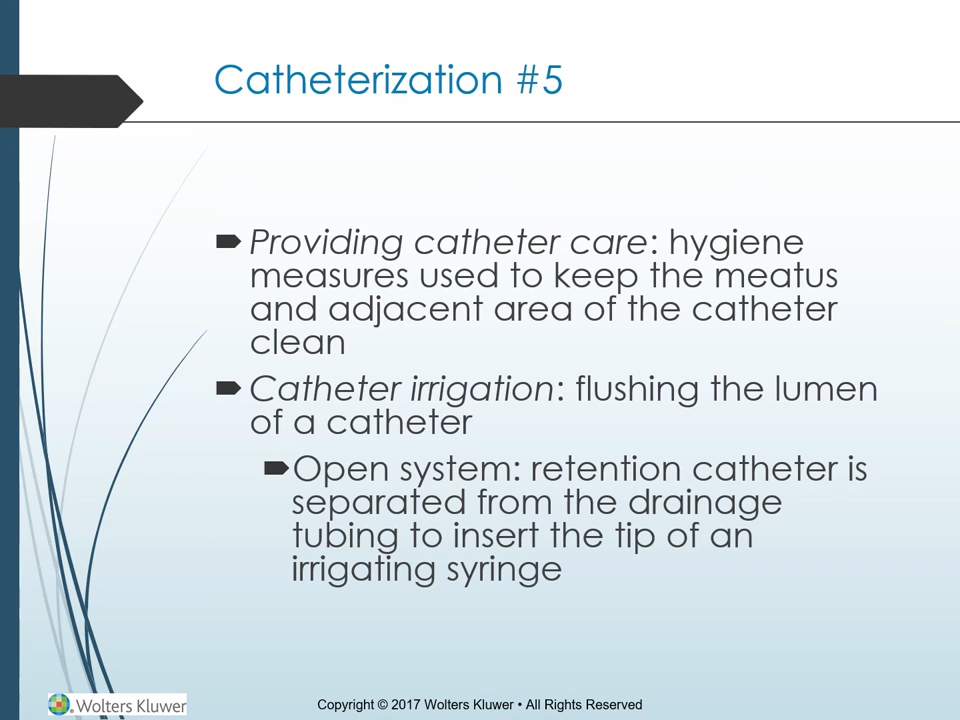 Catheterization #5
Providing catheter care: hygiene
measures used to keep the meatus
and adjacent area of the catheter
clean
Catheter irrigation: flushing the lumen
of a catheter
Open system: retention catheter is
separated from the drainage
tubing to insert the tip of an
irrigating syringe
Wolters Kluwer
Copyright © 2017 Wolters Kluwer • All Rights Reserved